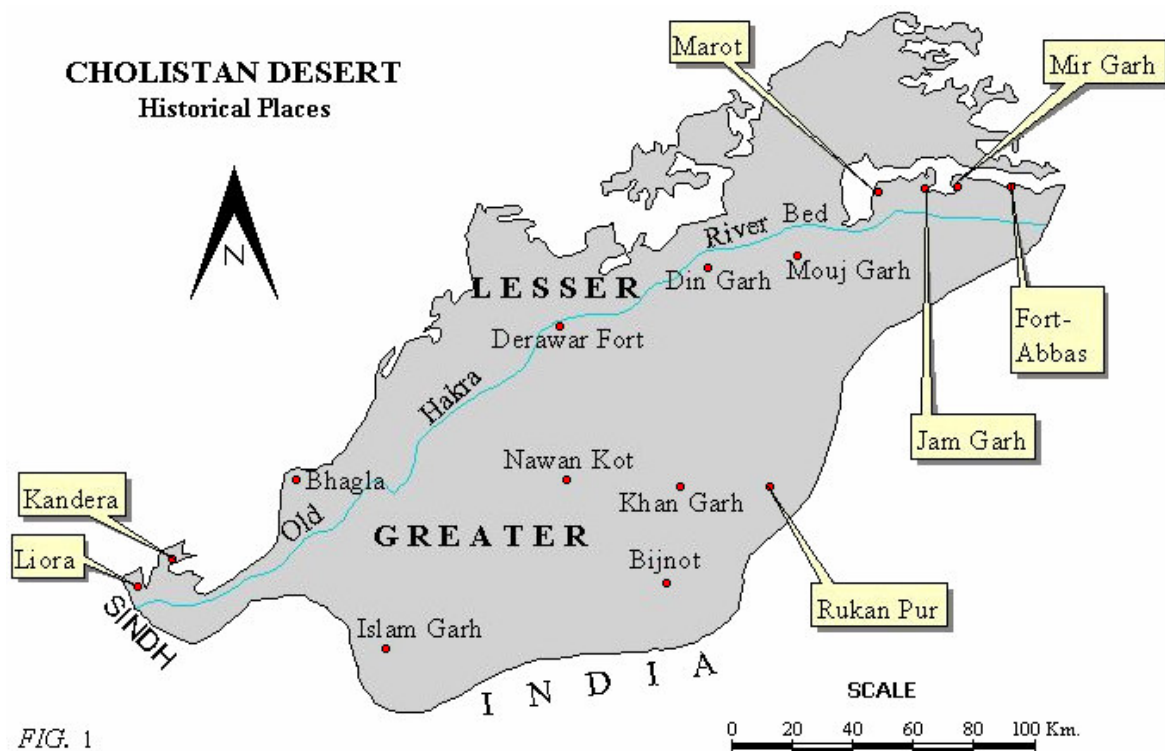 CHOLISTAN DESERT
Historical Places
N
Marot
Mir Garh
River Bed
LESSER
Din Garh
Mouj Garh
Derawar Fort
Fort-
Abbas
Hakra
Jam Garh
Nawan Kot
Bhagla
Khan Garh
Kandera
Old
GREATER
Liora
Bijnot
Rukan Pur
SINDH
Islam Garh
INDIA
SCALE
0 20 40 60 80 100 Km.
FIG. 1